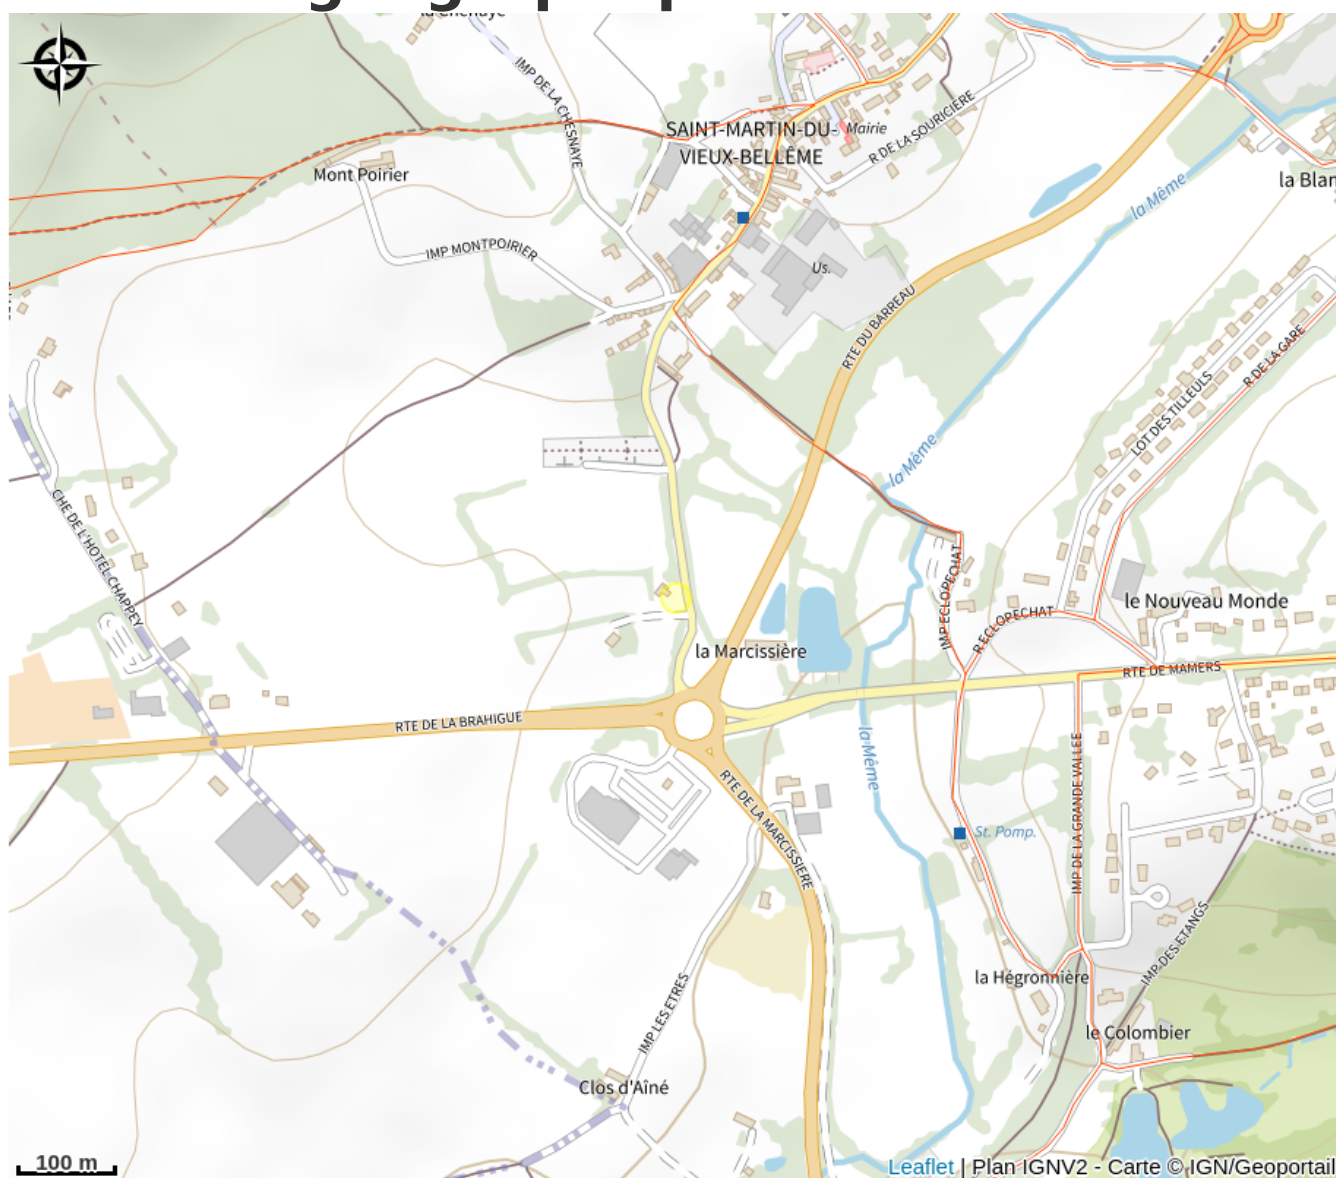 la Chenaye
IMP DE LA CHESNAYE
SAINT-MARTIN-DU-
VIEUX-BELLÊME
Mairie
R DE LA SOURICIÈRE
Mont Poirier
la Même
IMP MONTPOIRIER
Us.
RTE DU BARREAU
R DE LA GARE
LOT DES TILLEULS
la Même
CHE DE L'HOTEL CHAPPEY
IMP ECLOPECHAT
R ECLOPECHAT
le Nouveau Monde
la Marcissière
RTE DE MAMERS
RTE DE LA BRAHIGUE
la Même
RTE DE LA MARCISSIERE
IMP DE LA GRANDE VALLEE
St. Pomp.
IMP DES ETANGS
la Hégronnière
IMP LES ETRES
le Colombier
Clos d'Aîné
100 m
Leaflet | Plan IGNV2 - Carte © IGN/Geoportail